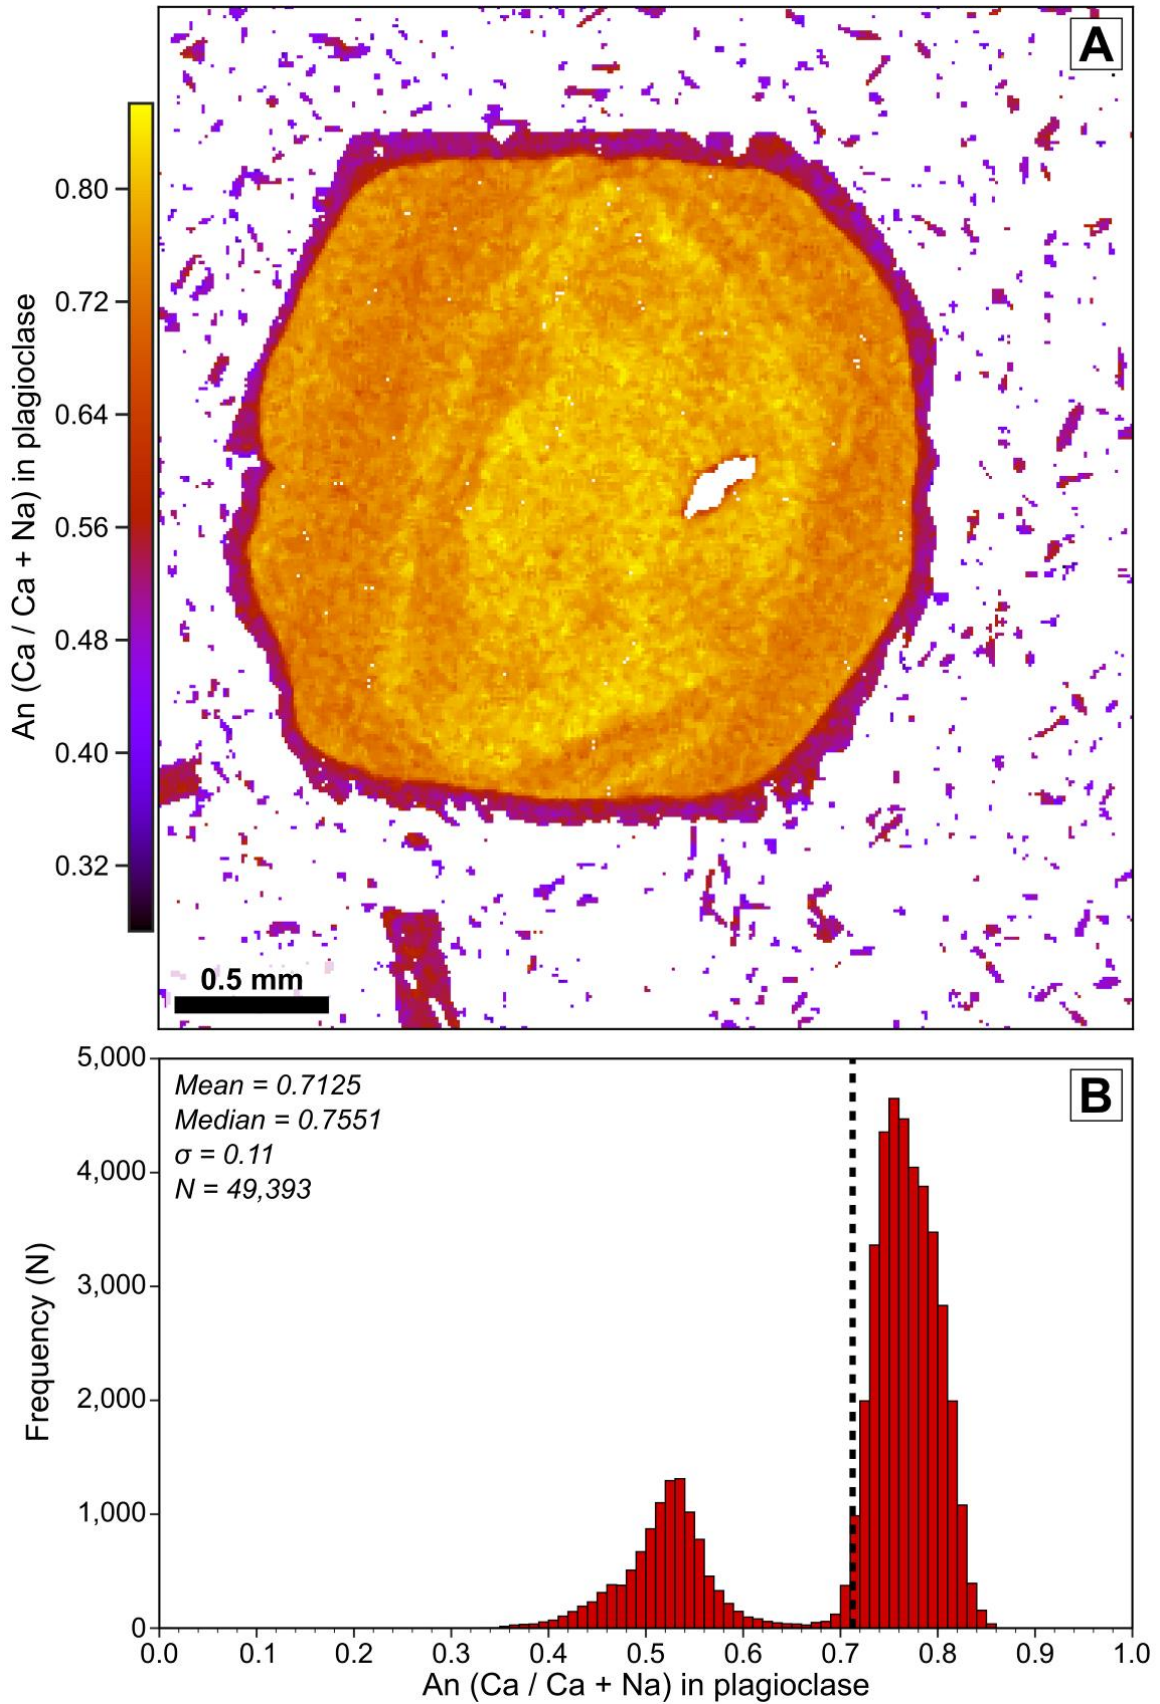 A
0.80
0.72
0.64
0.56
0.48
0.40
0.32
An (Ca / Ca + Na) in plagioclase
0.5 mm
5,000
4,000
3,000
2,000
1,000
0
Frequency (N)
Mean = 0.7125
Median = 0.7551
σ = 0.11
N = 49,393
B
0.0 0.1 0.2 0.3 0.4 0.5 0.6 0.7 0.8 0.9 1.0
An (Ca / Ca + Na) in plagioclase